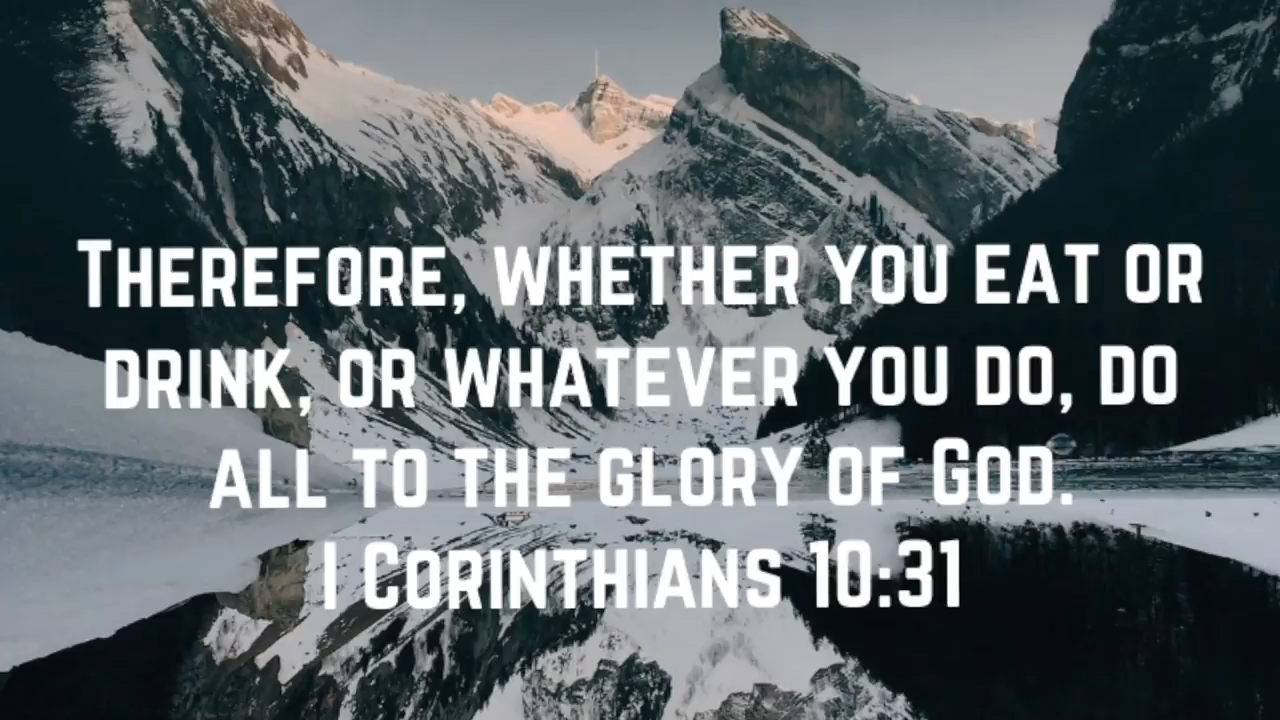 Therefore, whether you eat or
drink, or whatever you do, do
all to the glory of God.
I Corinthians 10:31